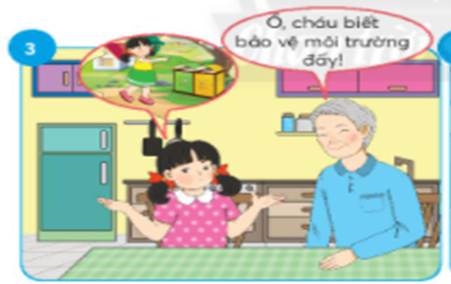 3
Ồ, cháu biết
bảo vệ môi trường
đấy!